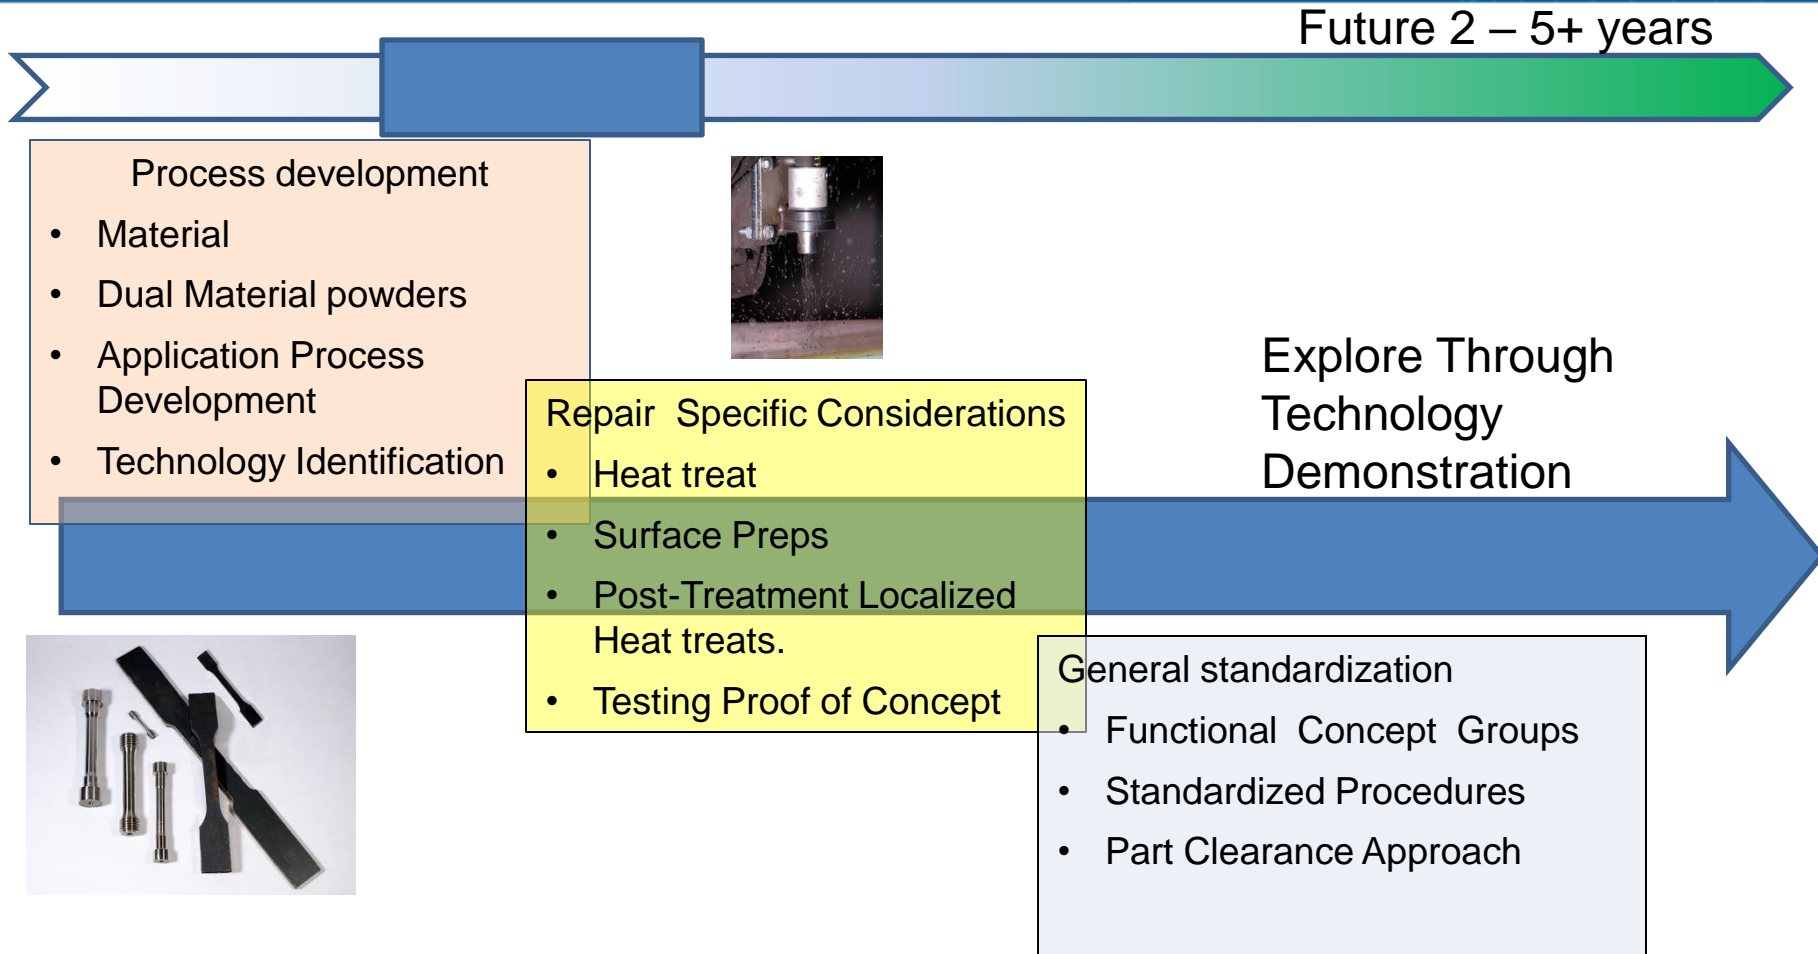 Future 2 – 5+ years
Process development
• Material
• Dual Material powders
• Application Process
Development
• Technology Identification
Repair Specific Considerations
• Heat treat
• Surface Preps
• Post-Treatment Localized
Heat treats.
• Testing Proof of Concept
Explore Through
Technology
Demonstration
General standardization
• Functional Concept Groups
• Standardized Procedures
• Part Clearance Approach